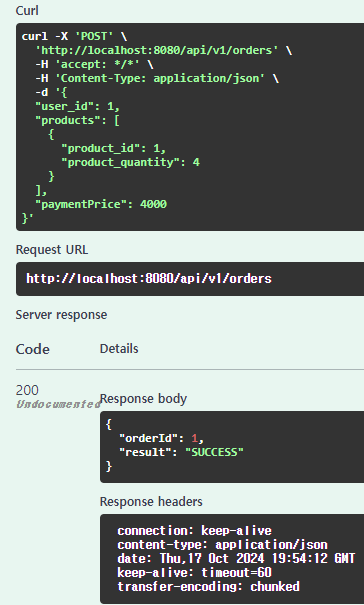 Curl
curl -X 'POST' \
  'http://localhost:8080/api/v1/orders' \
  -H 'accept: */*' \
  -H 'Content-Type: application/json' \
  -d '{
  "user_id": 1,
  "products": [
    {
      "product_id": 1,
      "product_quantity": 4
    }
  ],
  "paymentPrice": 4000
}'
Request URL
http://localhost:8080/api/v1/orders
Server response
Code Details
200
Undocumented
Response body
{
  "orderId": 1,
  "result": "SUCCESS"
}
Response headers
connection: keep-alive
content-type: application/json
date: Thu,17 Oct 2024 19:54:12 GMT
keep-alive: timeout=60
transfer-encoding: chunked